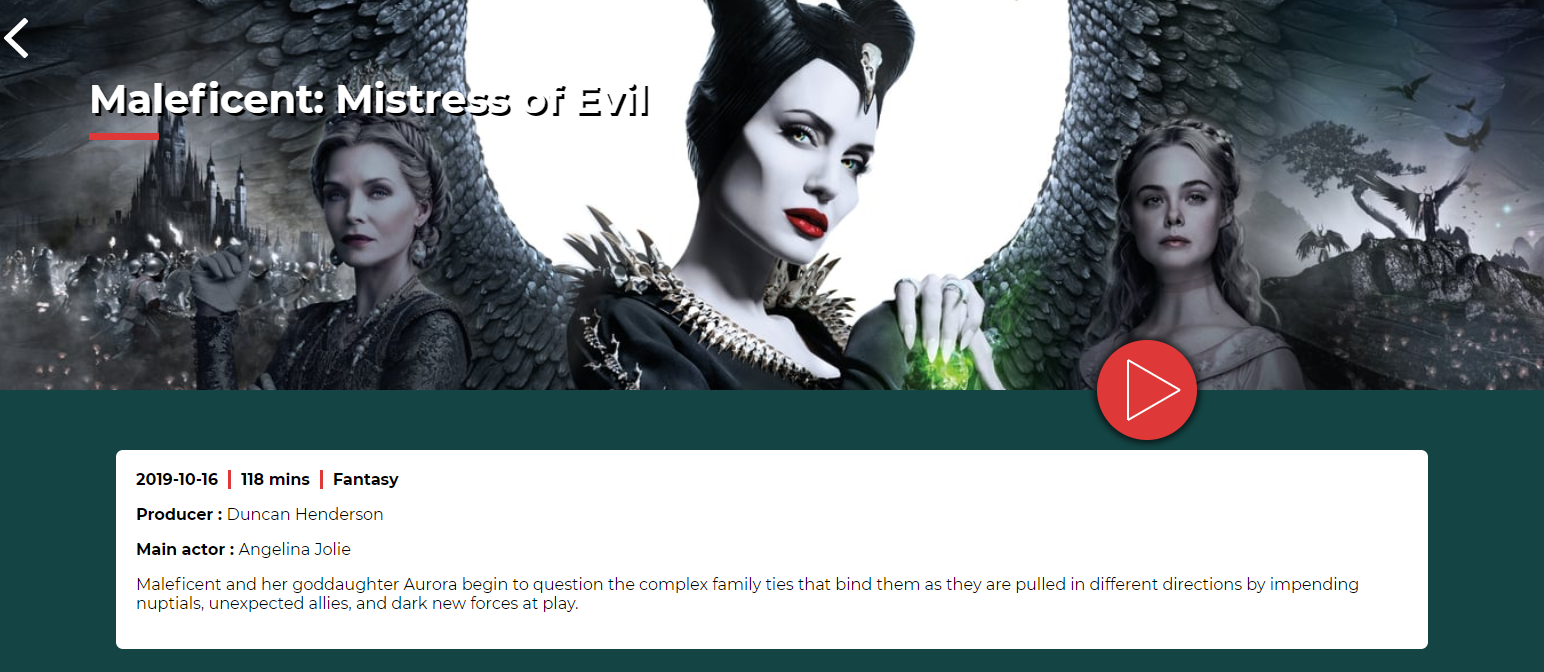 Maleficent: Mistress of Evil
2019-10-16 | 118 mins | Fantasy
Producer : Duncan Henderson
Main actor : Angelina Jolie
Maleficent and her goddaughter Aurora begin to question the complex family ties that bind them as they are pulled in different directions by impending
nuptials, unexpected allies, and dark new forces at play.